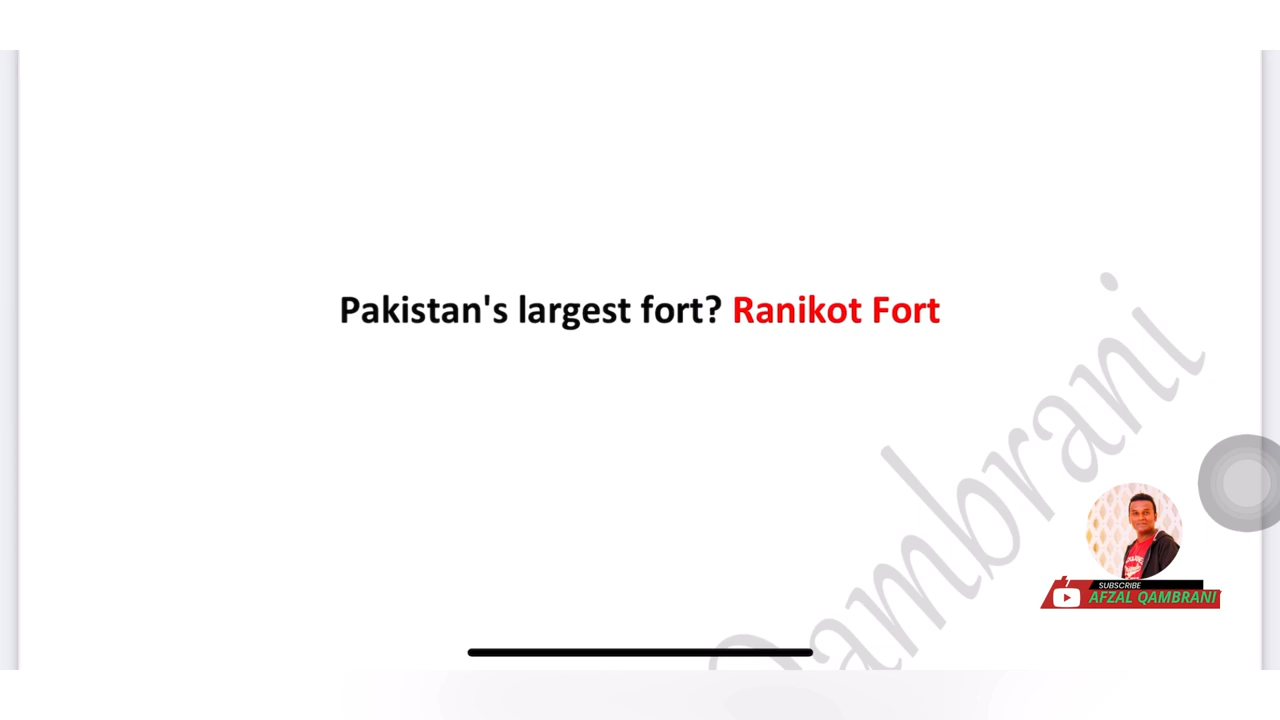 Pakistan's largest fort? Ranikot Fort
Qambrani
SUBSCRIBE
AFZAL QAMBRANI